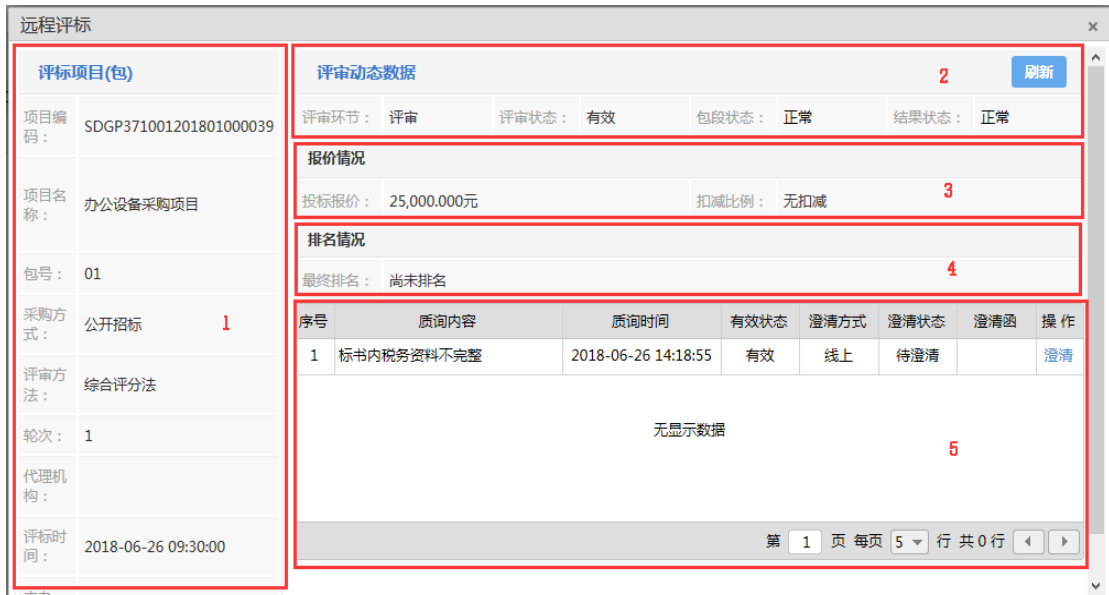 远程评标 ×
评标项目(包)
项目编码： SDGP371001201801000039
项目名称： 办公设备采购项目
包号： 01
采购方式： 公开招标 1
评审方法： 综合评分法
轮次： 1
代理机构：
评标时间： 2018-06-26 09:30:00
评审动态数据 2 刷新
评审环节： 评审 评审状态： 有效 包段状态： 正常 结果状态： 正常
报价情况
投标报价： 25,000.000元 扣减比例： 无扣减 3
排名情况
最终排名： 尚未排名 4
序号 质询内容 质询时间 有效状态 澄清方式 澄清状态 澄清函 操 作
1 标书内税务资料不完整 2018-06-26 14:18:55 有效 线上 待澄清 澄清
无显示数据
5
第 1 页 每页 5 行 共 0 行